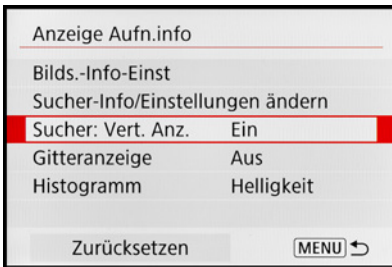 Anzeige Aufn.info
Bilds.-Info-Einst
Sucher-Info/Einstellungen ändern
Sucher: Vert. Anz. Ein
Gitteranzeige Aus
Histogramm Helligkeit
Zurücksetzen MENU